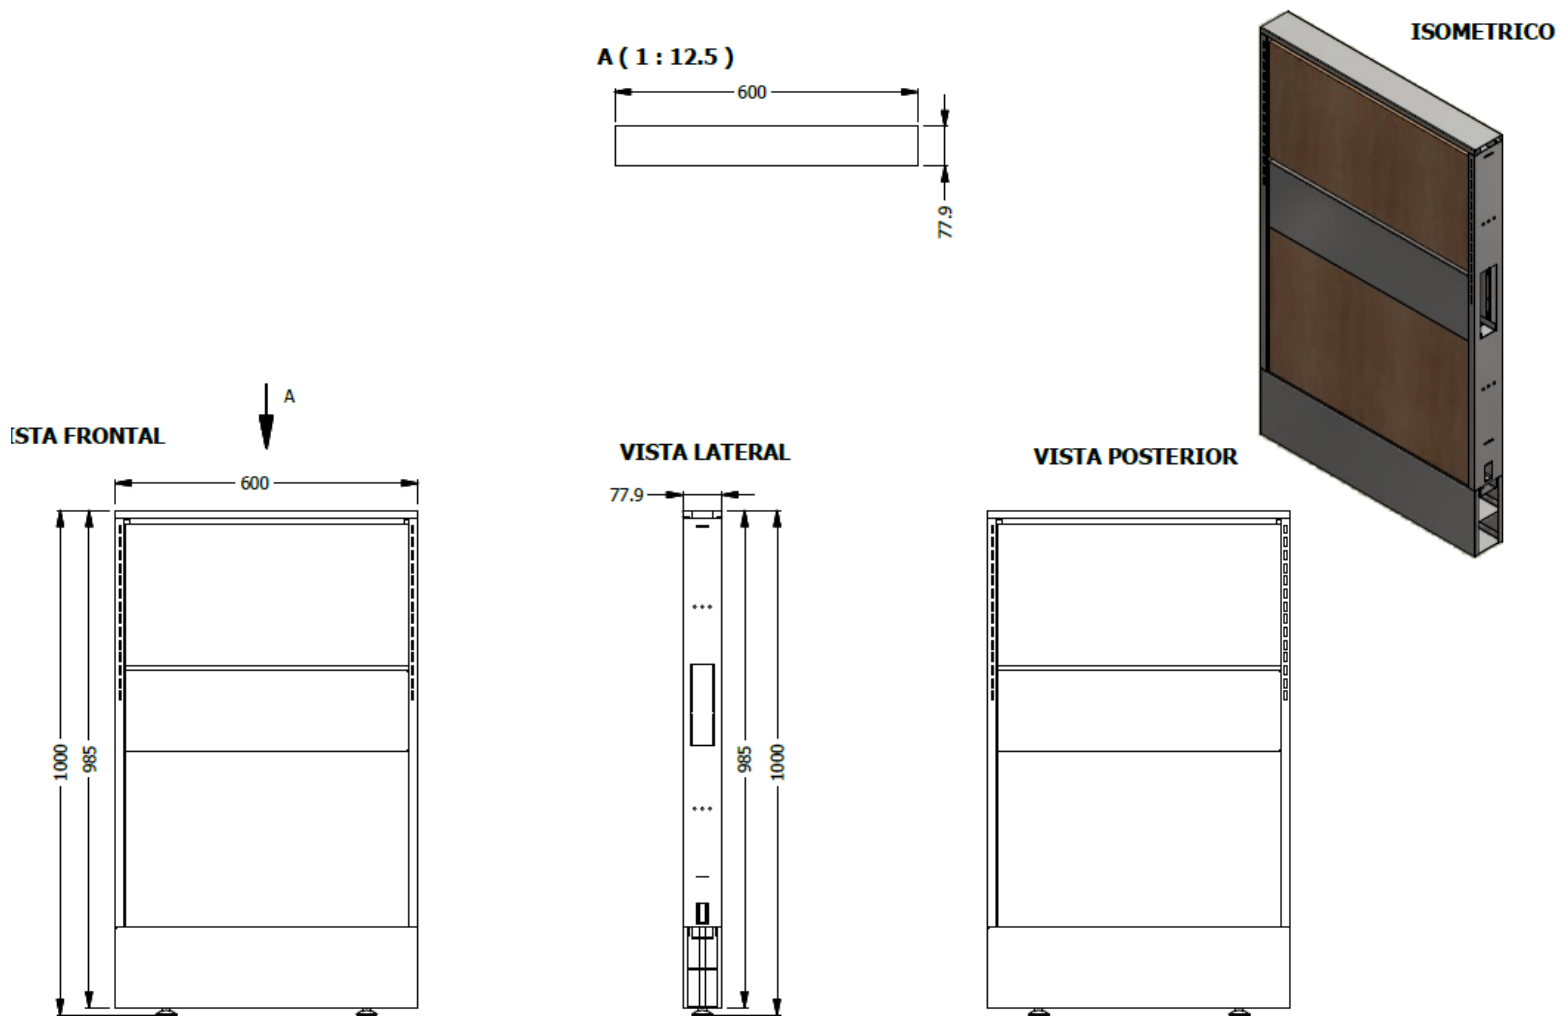 ISOMETRICO
A ( 1 : 12.5 )
600
77.9
A
ISTA FRONTAL
VISTA LATERAL
VISTA POSTERIOR
600
77.9
1000
985
985
1000